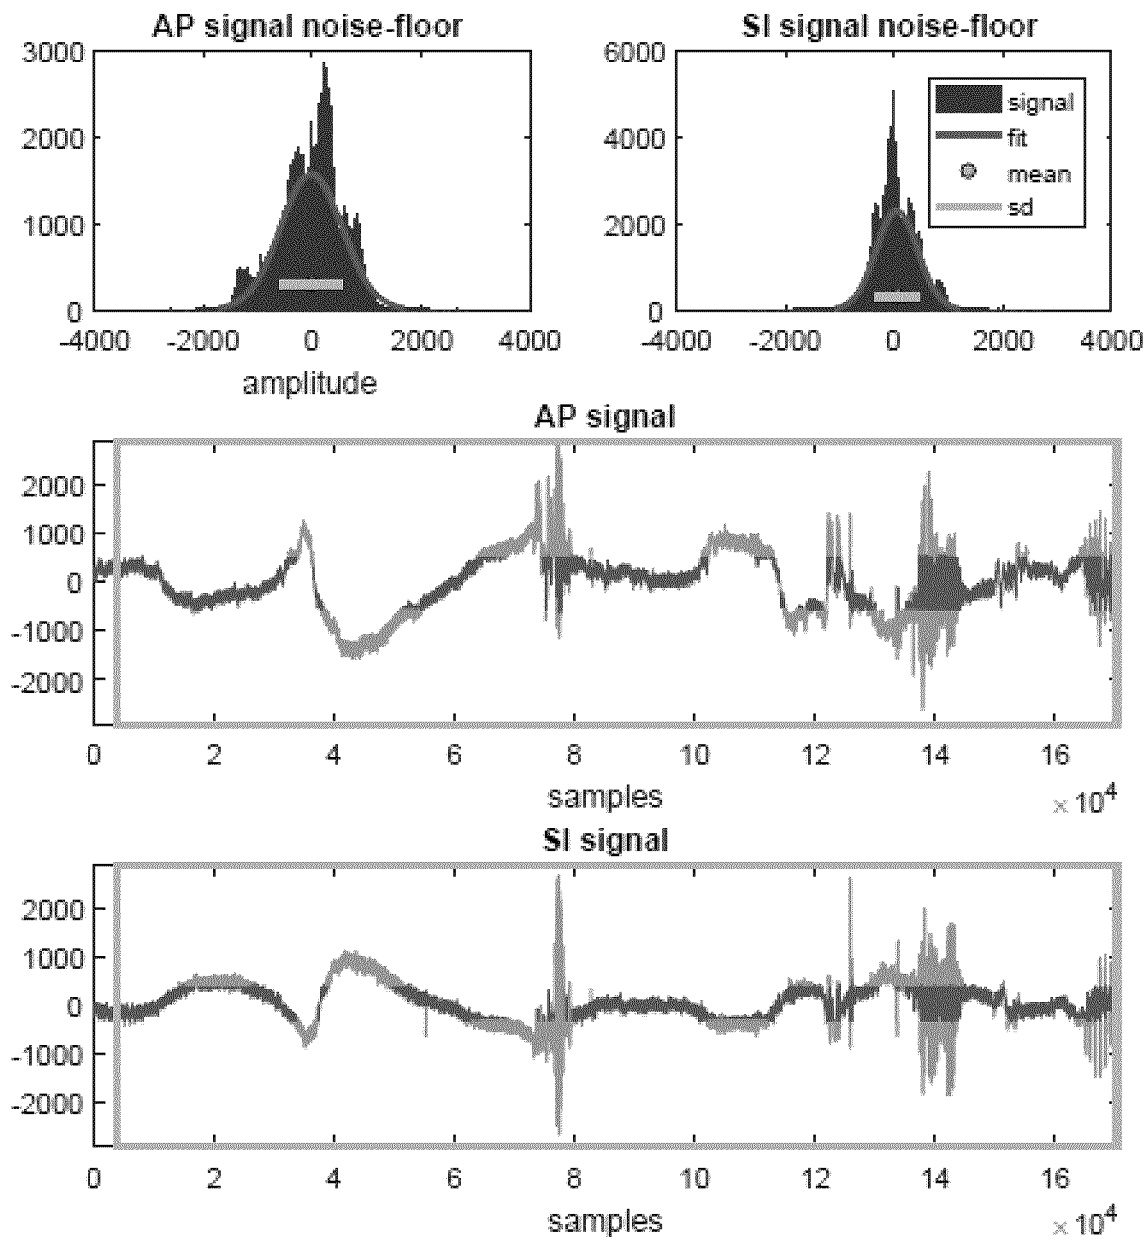 AP signal noise-floor
SI signal noise-floor
3000
2000
1000
0
-4000 -2000 0 2000 4000
amplitude
6000
4000
2000
0
-4000 -2000 0 2000 4000
signal
fit
mean
sd
AP signal
2000
1000
0
-1000
-2000
0 2 4 6 8 10 12 14 16
samples
× 10^4
SI signal
2000
1000
0
-1000
-2000
0 2 4 6 8 10 12 14 16
samples
× 10^4